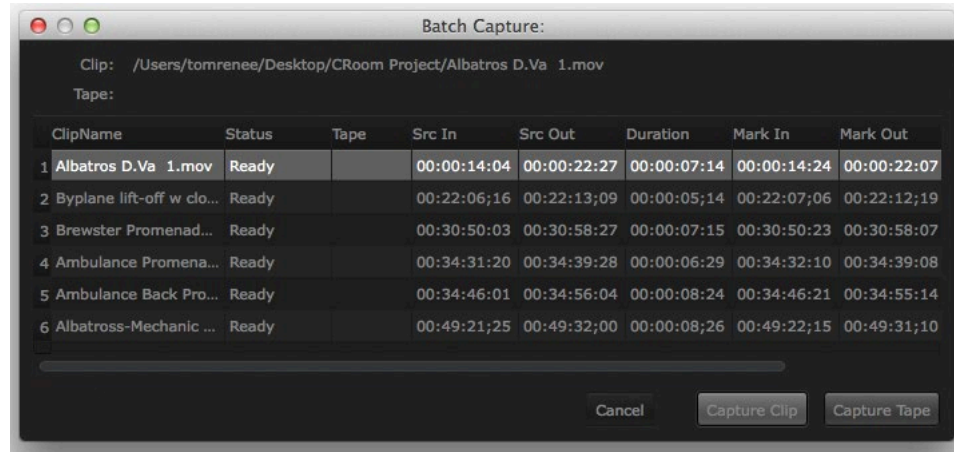 Batch Capture:
Clip: /Users/tomrenee/Desktop/CRoom Project/Albatros D.Va 1.mov
Tape:
ClipName Status Tape Src In Src Out Duration Mark In Mark Out
1 Albatros D.Va 1.mov Ready 00:00:14:04 00:00:22:27 00:00:07:14 00:00:14:24 00:00:22:07
2 Byplane lift-off w clo... Ready 00:22:06;16 00:22:13;09 00:00:05;14 00:22:07;06 00:22:12;19
3 Brewster Promenad... Ready 00:30:50:03 00:30:58:27 00:00:07:15 00:30:50:23 00:30:58:07
4 Ambulance Promena... Ready 00:34:31:20 00:34:39:28 00:00:06:29 00:34:32:10 00:34:39:08
5 Ambulance Back Pro... Ready 00:34:46:01 00:34:56:04 00:00:08:24 00:34:46:21 00:34:55:14
6 Albatross-Mechanic ... Ready 00:49:21;25 00:49:32;00 00:00:08;26 00:49:22;15 00:49:31;10
Cancel Capture Clip Capture Tape